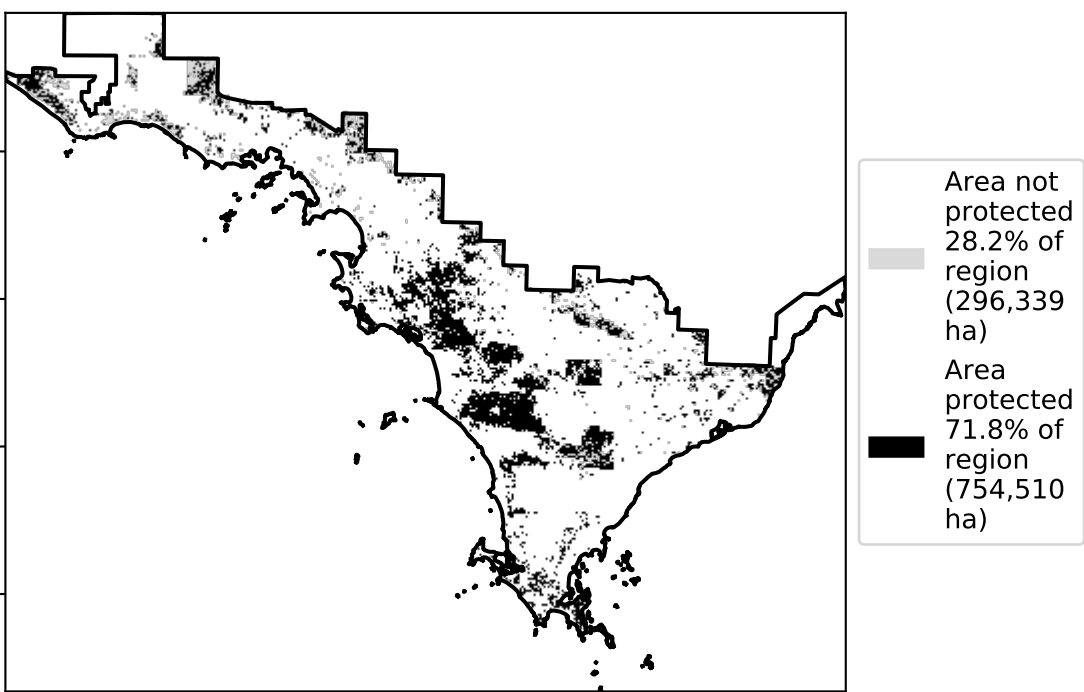 Area not
protected
28.2% of
region
(296,339
ha)
Area
protected
71.8% of
region
(754,510
ha)